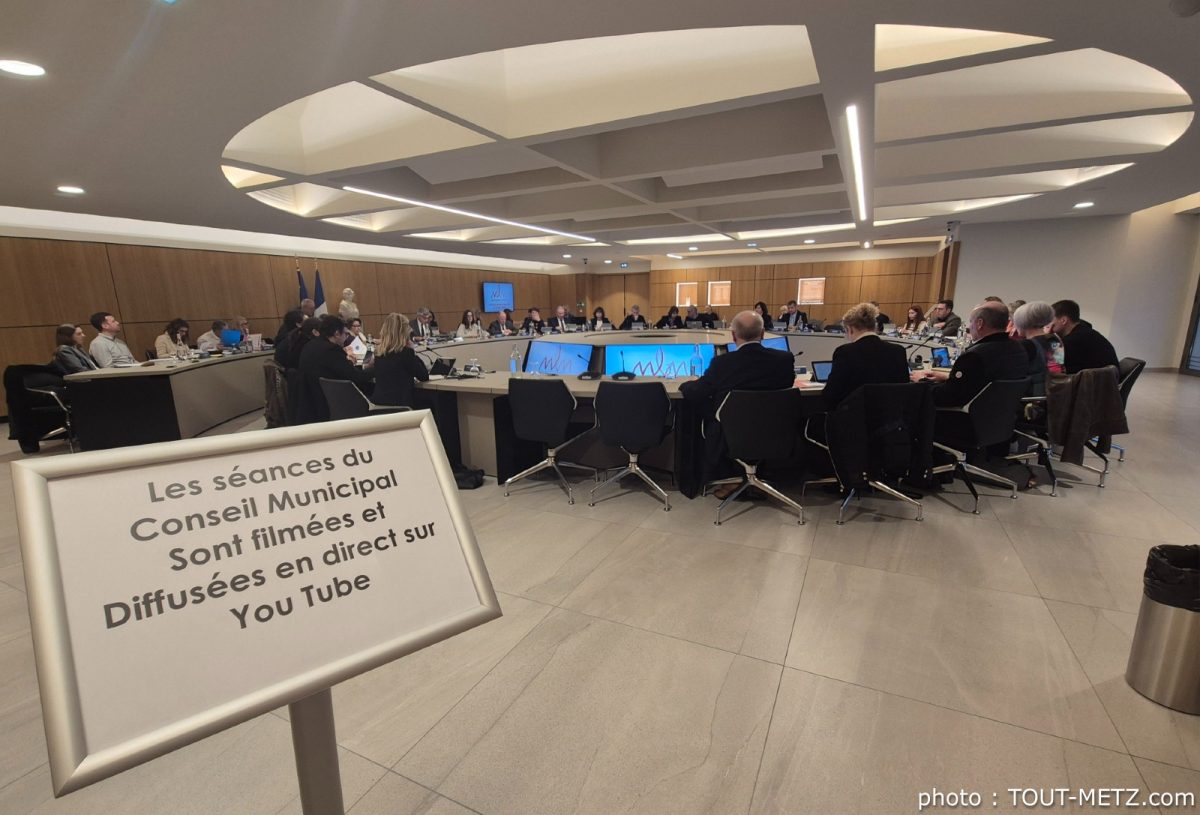 Les séances du
Conseil Municipal
Sont filmées et
Diffusées en direct sur
You Tube
photo : TOUT-METZ.com